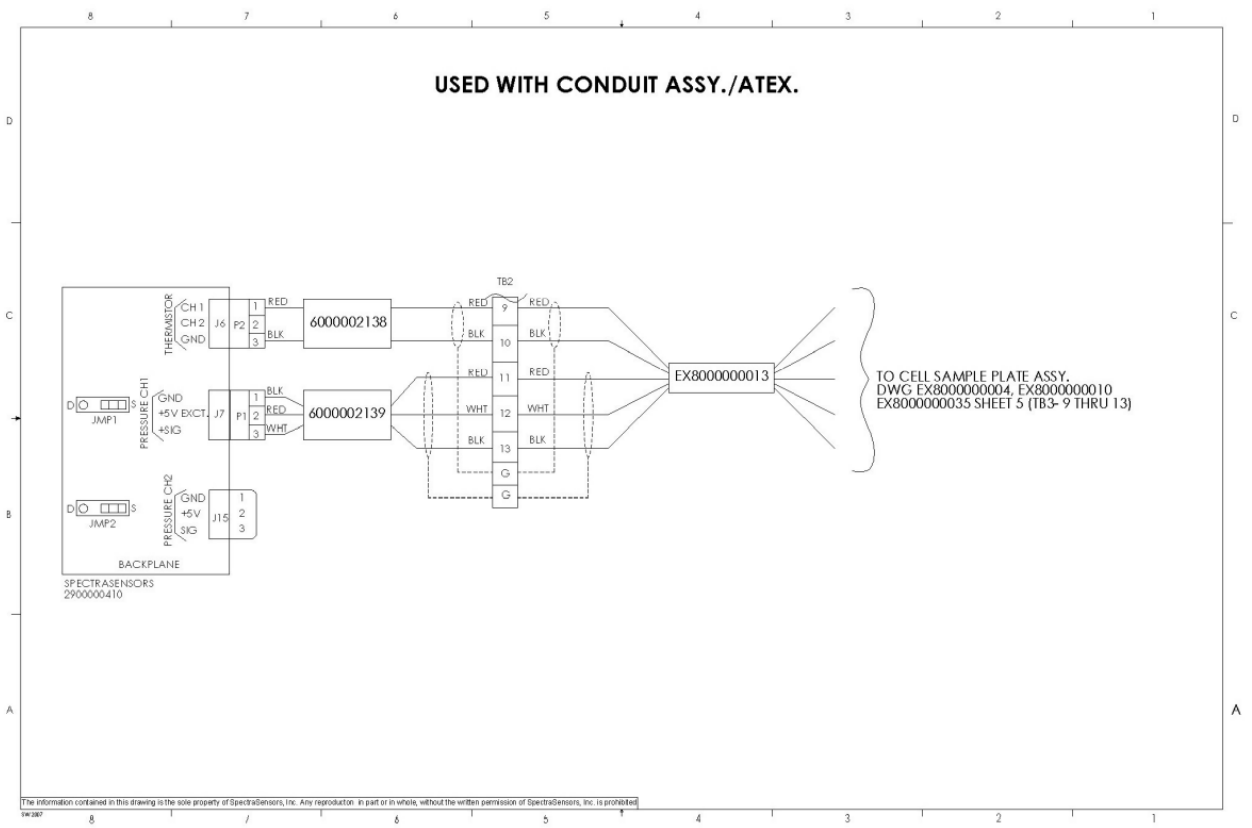 8 7 6 5 4 3 2 1
USED WITH CONDUIT ASSY./ATEX.
D D
C C
B
A A
TB2
THERMISTOR
CH 1
CH 2
GND
J6
P2
1
2
3
RED
BLK
6000002138
RED 9 RED
BLK 10 BLK
RED 11 RED
WHT 12 WHT
BLK 13 BLK
G
G
PRESSURE CH1
GND
+5V EXCT.
+SIG
J7
P1
1
2
3
BLK
RED
WHT
6000002139
D S
JMP1
EX8000000013
TO CELL SAMPLE PLATE ASSY.
DWG EX8000000004, EX8000000010
EX8000000035 SHEET 5 (TB3- 9 THRU 13)
D S
JMP2
PRESSURE CH2
GND
+5V
SIG
J15
1
2
3
BACKPLANE
SPECTRASENSORS
2900000410
The information contained in this drawing is the sole property of SpectraSensors, Inc. Any reproducton in part or in whole, without the written permission of SpectraSensors, Inc. is prohibited
SW2007
8 7 6 5 4 3 2 1